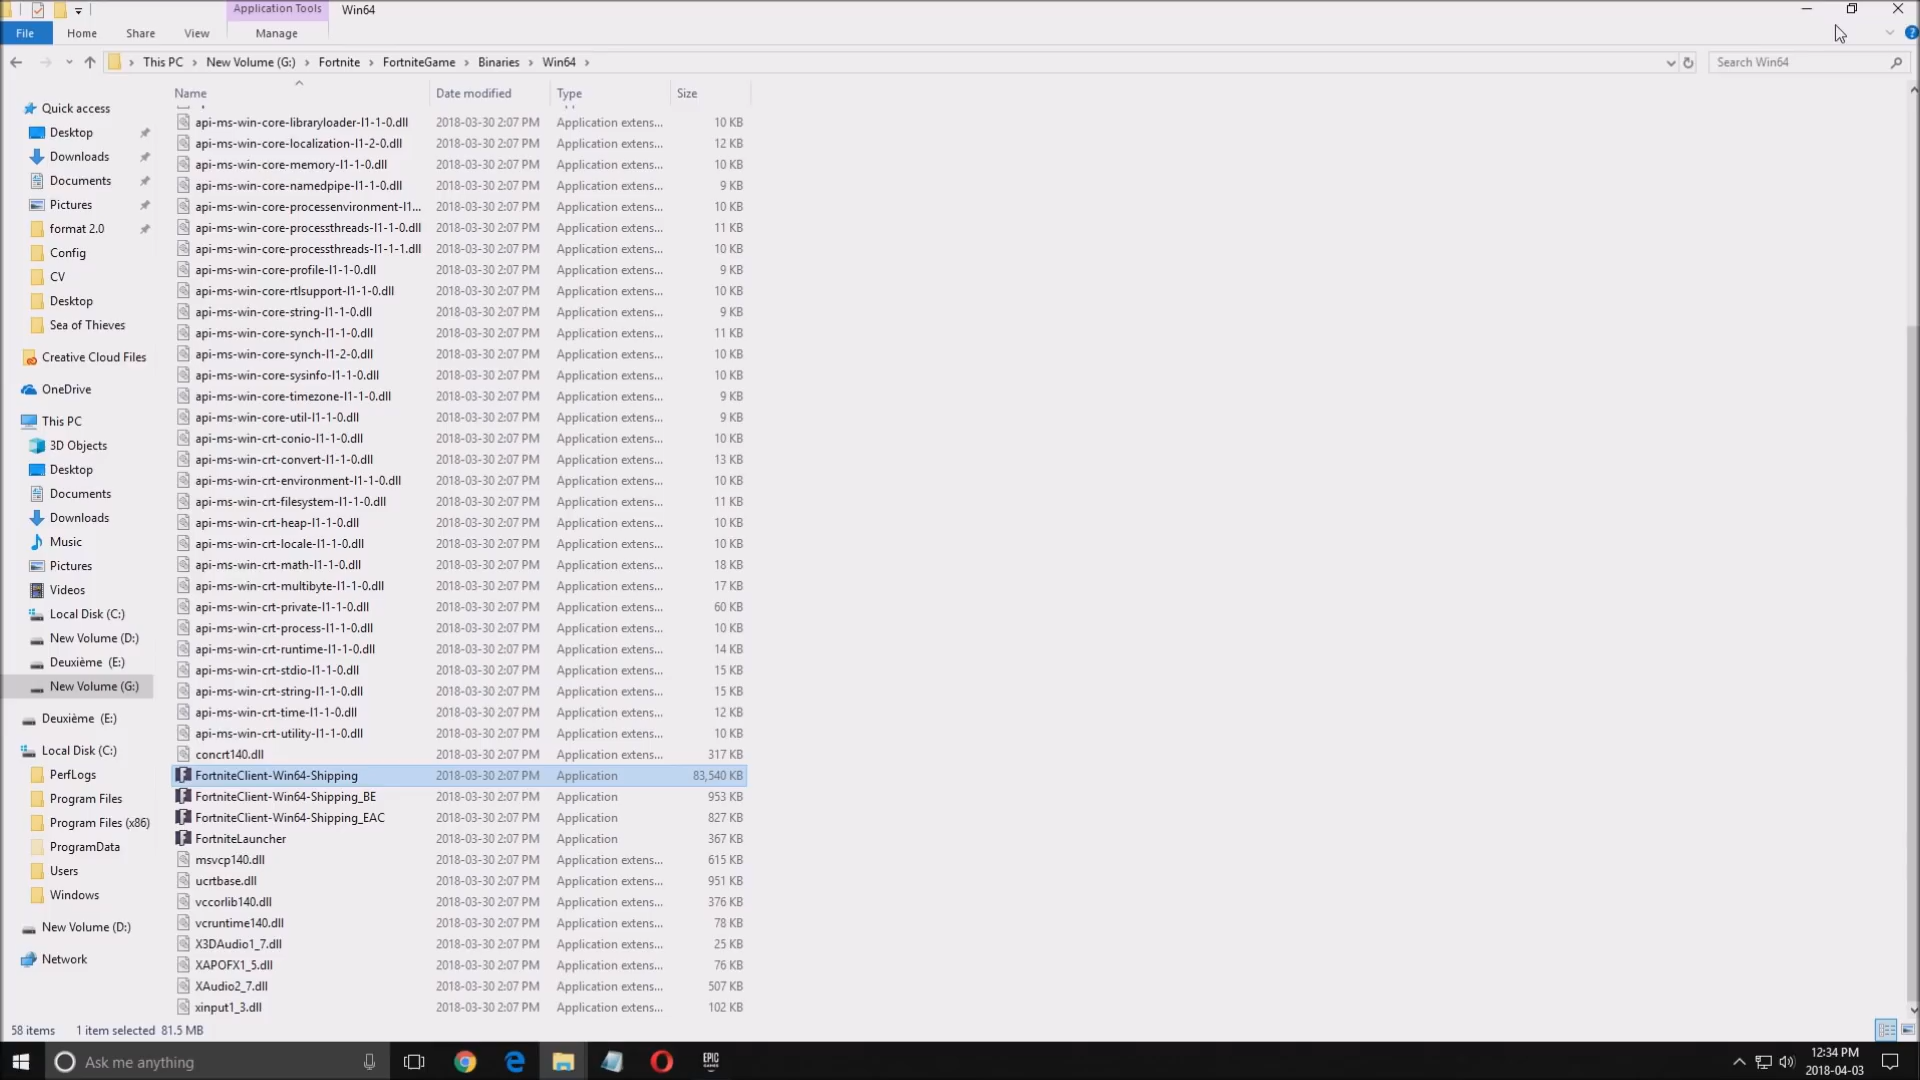 Application Tools
Win64
File
Home
Share
View
Manage
This PC
New Volume (G:)
Fortnite
FortniteGame
Binaries
Win64
Search Win64
Name
Date modified
Type
Size
Quick access
Desktop
Downloads
Documents
Pictures
format 2.0
Config
CV
Desktop
Sea of Thieves
Creative Cloud Files
OneDrive
This PC
3D Objects
Desktop
Documents
Downloads
Music
Pictures
Videos
Local Disk (C:)
New Volume (D:)
Deuxième (E:)
New Volume (G:)
Deuxième (E:)
Local Disk (C:)
PerfLogs
Program Files
Program Files (x86)
ProgramData
Users
Windows
New Volume (D:)
Network
api-ms-win-core-libraryloader-l1-1-0.dll 2018-03-30 2:07 PM Application extens... 10 KB
api-ms-win-core-localization-l1-2-0.dll 2018-03-30 2:07 PM Application extens... 12 KB
api-ms-win-core-memory-l1-1-0.dll 2018-03-30 2:07 PM Application extens... 10 KB
api-ms-win-core-namedpipe-l1-1-0.dll 2018-03-30 2:07 PM Application extens... 9 KB
api-ms-win-core-processenvironment-l1... 2018-03-30 2:07 PM Application extens... 10 KB
api-ms-win-core-processthreads-l1-1-0.dll 2018-03-30 2:07 PM Application extens... 11 KB
api-ms-win-core-processthreads-l1-1-1.dll 2018-03-30 2:07 PM Application extens... 10 KB
api-ms-win-core-profile-l1-1-0.dll 2018-03-30 2:07 PM Application extens... 9 KB
api-ms-win-core-rtlsupport-l1-1-0.dll 2018-03-30 2:07 PM Application extens... 10 KB
api-ms-win-core-string-l1-1-0.dll 2018-03-30 2:07 PM Application extens... 9 KB
api-ms-win-core-synch-l1-1-0.dll 2018-03-30 2:07 PM Application extens... 11 KB
api-ms-win-core-synch-l1-2-0.dll 2018-03-30 2:07 PM Application extens... 10 KB
api-ms-win-core-sysinfo-l1-1-0.dll 2018-03-30 2:07 PM Application extens... 10 KB
api-ms-win-core-timezone-l1-1-0.dll 2018-03-30 2:07 PM Application extens... 9 KB
api-ms-win-core-util-l1-1-0.dll 2018-03-30 2:07 PM Application extens... 9 KB
api-ms-win-crt-conio-l1-1-0.dll 2018-03-30 2:07 PM Application extens... 10 KB
api-ms-win-crt-convert-l1-1-0.dll 2018-03-30 2:07 PM Application extens... 13 KB
api-ms-win-crt-environment-l1-1-0.dll 2018-03-30 2:07 PM Application extens... 10 KB
api-ms-win-crt-filesystem-l1-1-0.dll 2018-03-30 2:07 PM Application extens... 11 KB
api-ms-win-crt-heap-l1-1-0.dll 2018-03-30 2:07 PM Application extens... 10 KB
api-ms-win-crt-locale-l1-1-0.dll 2018-03-30 2:07 PM Application extens... 10 KB
api-ms-win-crt-math-l1-1-0.dll 2018-03-30 2:07 PM Application extens... 18 KB
api-ms-win-crt-multibyte-l1-1-0.dll 2018-03-30 2:07 PM Application extens... 17 KB
api-ms-win-crt-private-l1-1-0.dll 2018-03-30 2:07 PM Application extens... 60 KB
api-ms-win-crt-process-l1-1-0.dll 2018-03-30 2:07 PM Application extens... 10 KB
api-ms-win-crt-runtime-l1-1-0.dll 2018-03-30 2:07 PM Application extens... 14 KB
api-ms-win-crt-stdio-l1-1-0.dll 2018-03-30 2:07 PM Application extens... 15 KB
api-ms-win-crt-string-l1-1-0.dll 2018-03-30 2:07 PM Application extens... 15 KB
api-ms-win-crt-time-l1-1-0.dll 2018-03-30 2:07 PM Application extens... 12 KB
api-ms-win-crt-utility-l1-1-0.dll 2018-03-30 2:07 PM Application extens... 10 KB
concrt140.dll 2018-03-30 2:07 PM Application extens... 317 KB
FortniteClient-Win64-Shipping 2018-03-30 2:07 PM Application 83,540 KB
FortniteClient-Win64-Shipping_BE 2018-03-30 2:07 PM Application 953 KB
FortniteClient-Win64-Shipping_EAC 2018-03-30 2:07 PM Application 827 KB
FortniteLauncher 2018-03-30 2:07 PM Application 367 KB
msvcp140.dll 2018-03-30 2:07 PM Application extens... 615 KB
ucrtbase.dll 2018-03-30 2:07 PM Application extens... 951 KB
vccorlib140.dll 2018-03-30 2:07 PM Application extens... 376 KB
vcruntime140.dll 2018-03-30 2:07 PM Application extens... 78 KB
X3DAudio1_7.dll 2018-03-30 2:07 PM Application extens... 25 KB
XAPOFX1_5.dll 2018-03-30 2:07 PM Application extens... 76 KB
XAudio2_7.dll 2018-03-30 2:07 PM Application extens... 507 KB
xinput1_3.dll 2018-03-30 2:07 PM Application extens... 102 KB
58 items
1 item selected 81.5 MB
Ask me anything
EPIC
GAMES
12:34 PM
2018-04-03